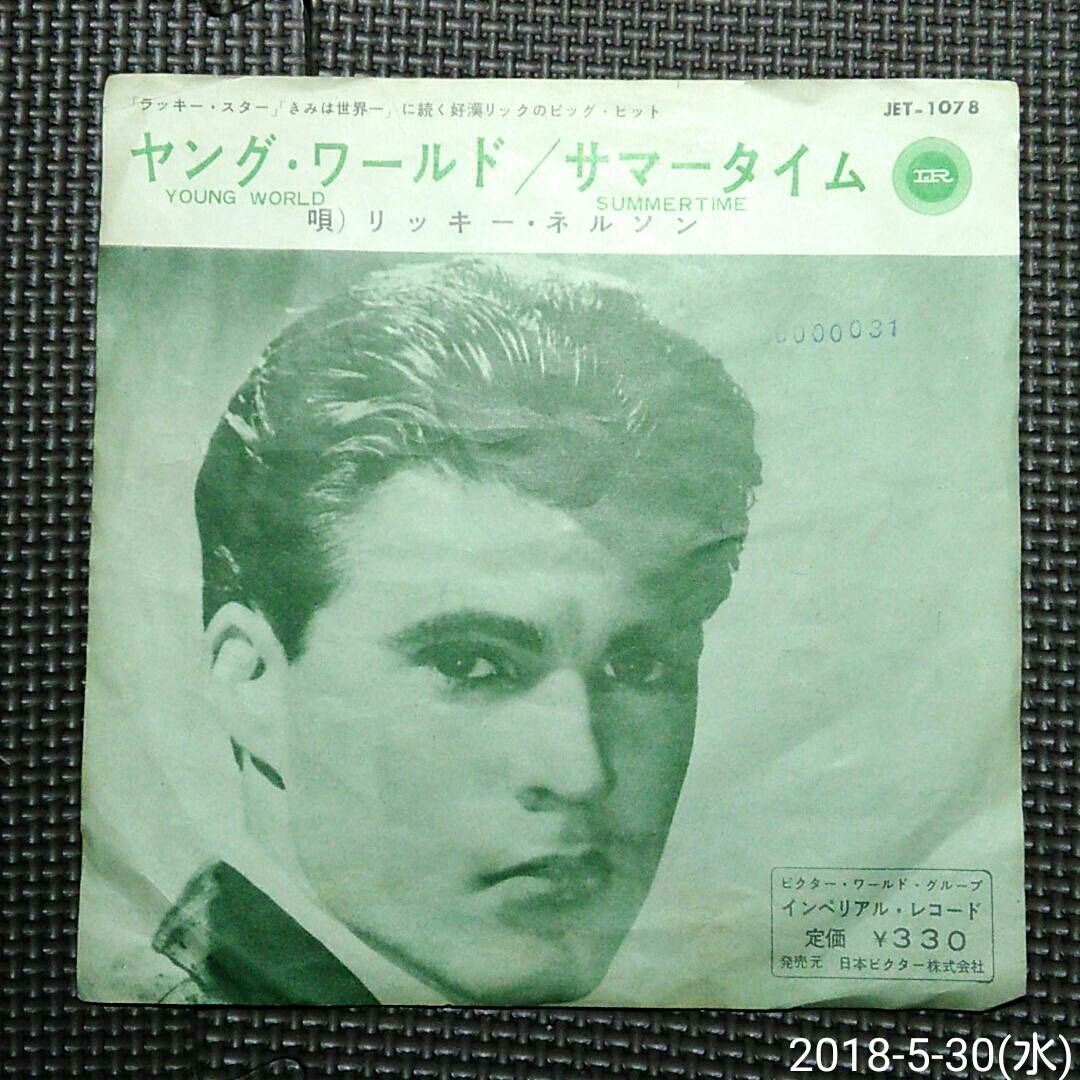 「ラッキー・スター」「きみは世界一」に続く好漢リックのビッグ・ヒット
JET-1078
ヤング・ワールド／サマータイム
YOUNG WORLD
SUMMERTIME
唄）リッキー・ネルソン
IR
0000031
ビクター・ワールド・グループ
インペリアル・レコード
定価 ￥330
発売元 日本ビクター株式会社
2018-5-30(水)